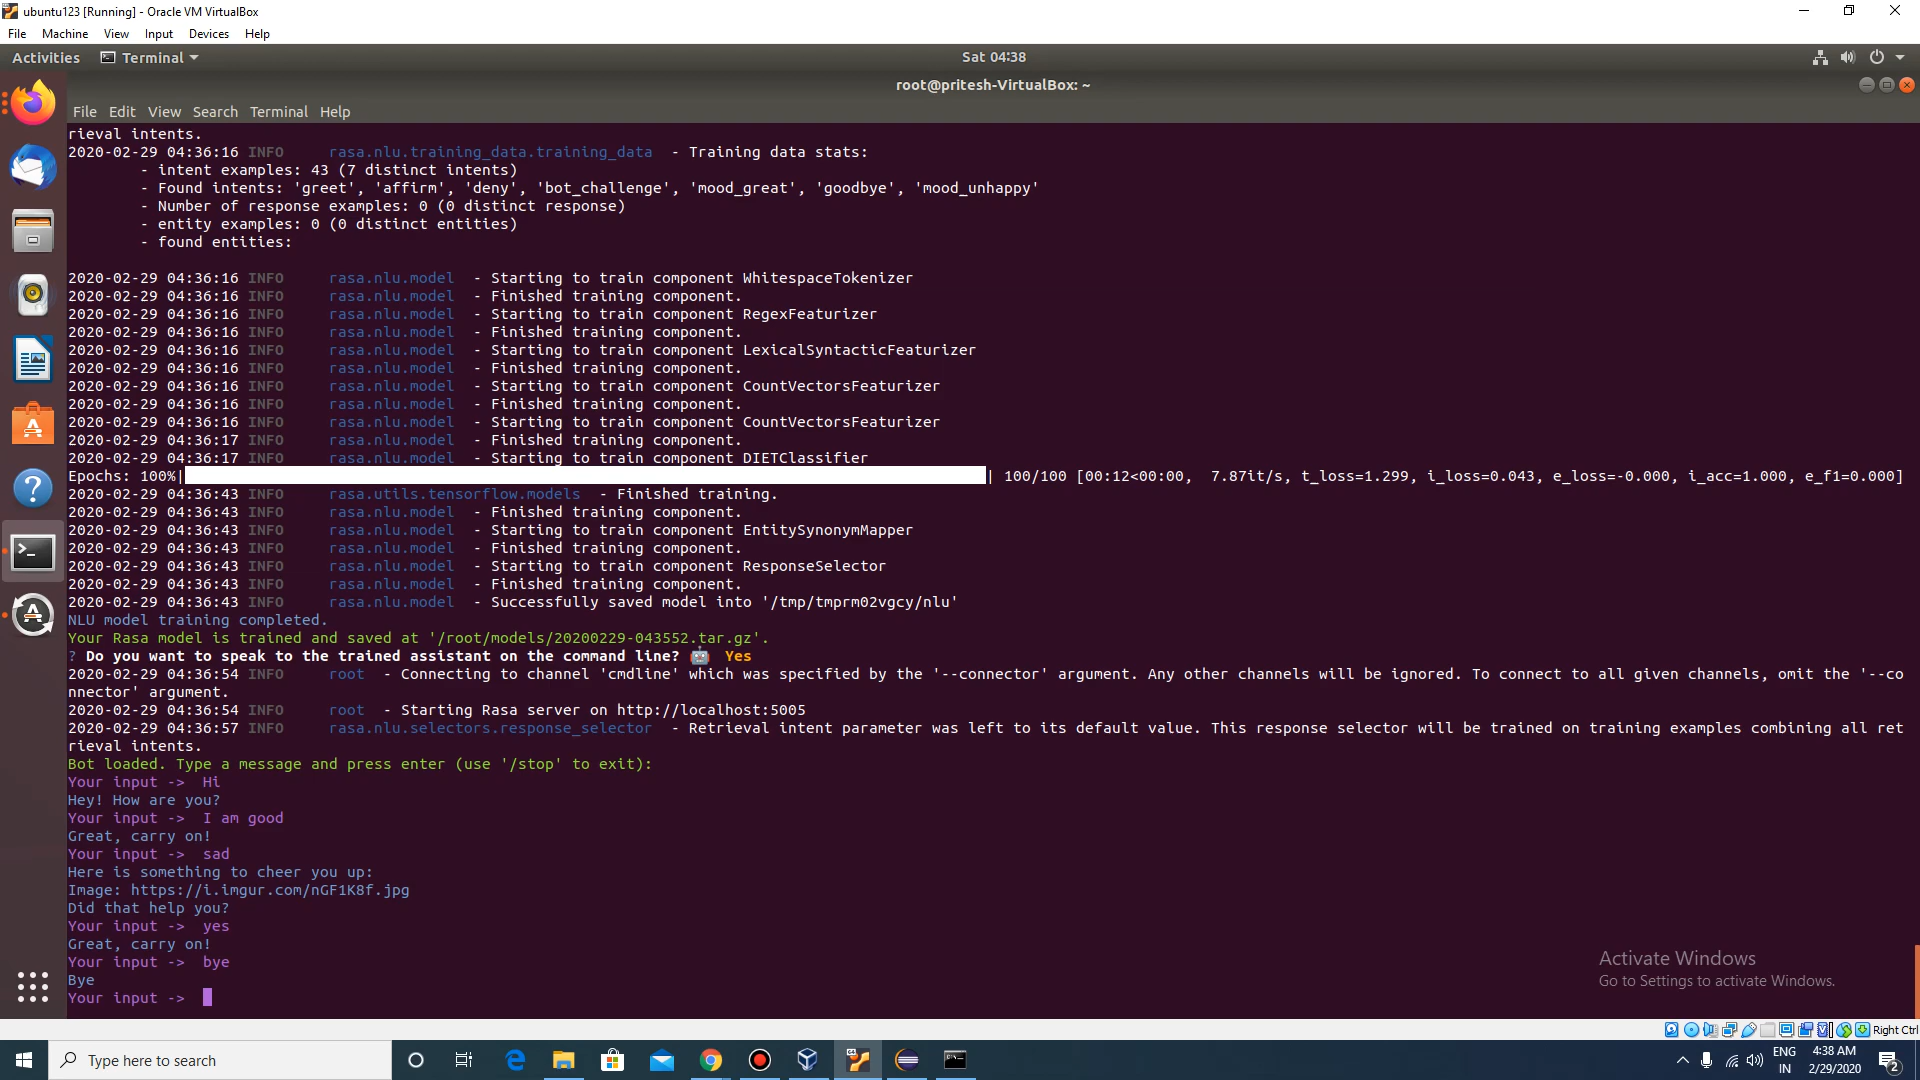 ubuntu123 [Running] - Oracle VM VirtualBox
File Machine View Input Devices Help
Activities Terminal Sat 04:38
root@pritesh-VirtualBox: ~
File Edit View Search Terminal Help
rieval intents.
2020-02-29 04:36:16 INFO rasa.nlu.training_data.training_data - Training data stats:
- intent examples: 43 (7 distinct intents)
- Found intents: 'greet', 'affirm', 'deny', 'bot_challenge', 'mood_great', 'goodbye', 'mood_unhappy'
- Number of response examples: 0 (0 distinct response)
- entity examples: 0 (0 distinct entities)
- found entities:
2020-02-29 04:36:16 INFO rasa.nlu.model - Starting to train component WhitespaceTokenizer
2020-02-29 04:36:16 INFO rasa.nlu.model - Finished training component.
2020-02-29 04:36:16 INFO rasa.nlu.model - Starting to train component RegexFeaturizer
2020-02-29 04:36:16 INFO rasa.nlu.model - Finished training component.
2020-02-29 04:36:16 INFO rasa.nlu.model - Starting to train component LexicalSyntacticFeaturizer
2020-02-29 04:36:16 INFO rasa.nlu.model - Finished training component.
2020-02-29 04:36:16 INFO rasa.nlu.model - Starting to train component CountVectorsFeaturizer
2020-02-29 04:36:16 INFO rasa.nlu.model - Finished training component.
2020-02-29 04:36:16 INFO rasa.nlu.model - Starting to train component CountVectorsFeaturizer
2020-02-29 04:36:17 INFO rasa.nlu.model - Finished training component.
2020-02-29 04:36:17 INFO rasa.nlu.model - Starting to train component DIETClassifier
Epochs: 100%| | 100/100 [00:12<00:00, 7.87it/s, t_loss=1.299, i_loss=0.043, e_loss=-0.000, i_acc=1.000, e_f1=0.000]
2020-02-29 04:36:43 INFO rasa.utils.tensorflow.models - Finished training.
2020-02-29 04:36:43 INFO rasa.nlu.model - Finished training component.
2020-02-29 04:36:43 INFO rasa.nlu.model - Starting to train component EntitySynonymMapper
2020-02-29 04:36:43 INFO rasa.nlu.model - Finished training component.
2020-02-29 04:36:43 INFO rasa.nlu.model - Starting to train component ResponseSelector
2020-02-29 04:36:43 INFO rasa.nlu.model - Finished training component.
2020-02-29 04:36:43 INFO rasa.nlu.model - Successfully saved model into '/tmp/tmprm02vgcy/nlu'
NLU model training completed.
Your Rasa model is trained and saved at '/root/models/20200229-043552.tar.gz'.
? Do you want to speak to the trained assistant on the command line? 🤖 Yes
2020-02-29 04:36:54 INFO root - Connecting to channel 'cmdline' which was specified by the '--connector' argument. Any other channels will be ignored. To connect to all given channels, omit the '--co
nnector' argument.
2020-02-29 04:36:54 INFO root - Starting Rasa server on http://localhost:5005
2020-02-29 04:36:57 INFO rasa.nlu.selectors.response_selector - Retrieval intent parameter was left to its default value. This response selector will be trained on training examples combining all ret
rieval intents.
Bot loaded. Type a message and press enter (use '/stop' to exit):
Your input -> Hi
Hey! How are you?
Your input -> I am good
Great, carry on!
Your input -> sad
Here is something to cheer you up:
Image: https://i.imgur.com/nGF1K8f.jpg
Did that help you?
Your input -> yes
Great, carry on!
Your input -> bye
Bye
Your input ->
Activate Windows
Go to Settings to activate Windows.
Right Ctrl
Type here to search
ENG
IN
4:38 AM
2/29/2020
2